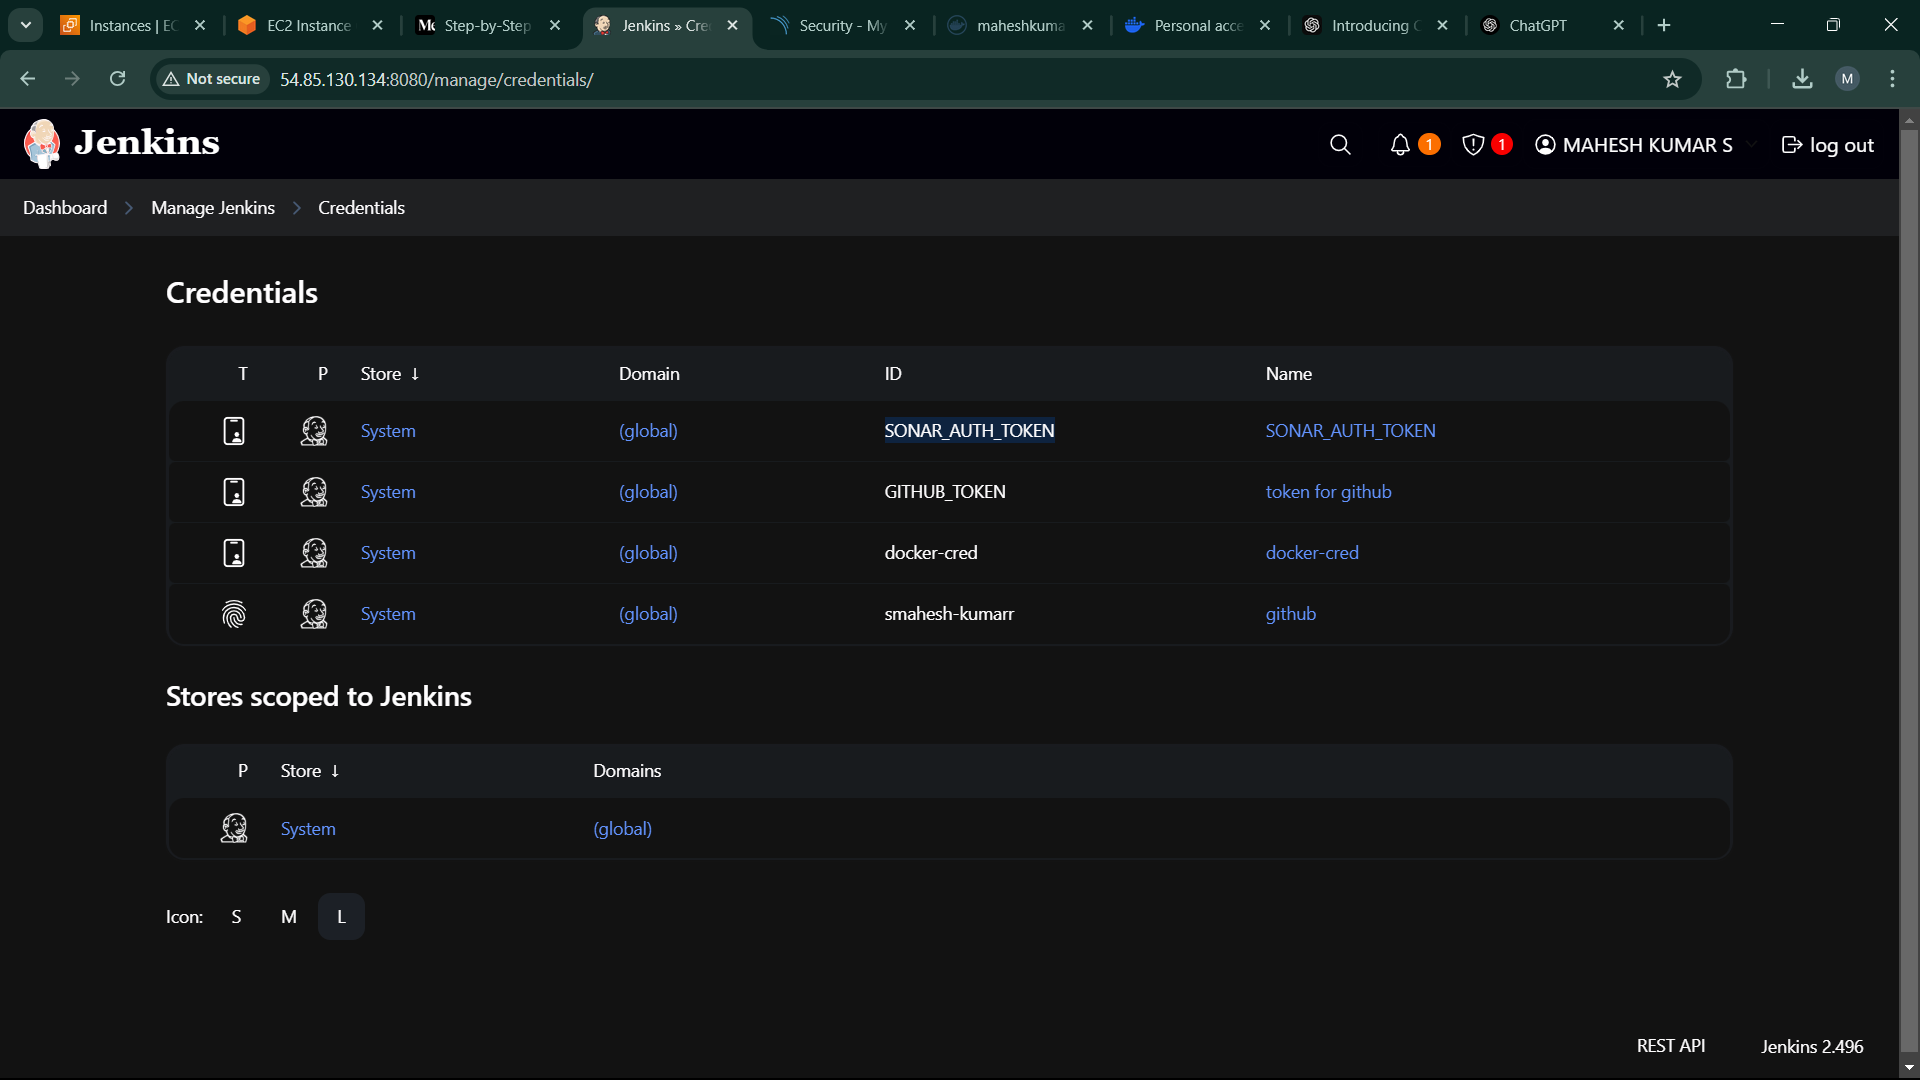 Instances | EC
EC2 Instance
Step-by-Step
Jenkins » Cre
Security - My
maheshkuma
Personal acce
Introducing C
ChatGPT
Not secure
54.85.130.134:8080/manage/credentials/
M
Jenkins
1
1
MAHESH KUMAR S
log out
Dashboard
Manage Jenkins
Credentials
Credentials
T P Store ↓ Domain ID Name
System (global) SONAR_AUTH_TOKEN SONAR_AUTH_TOKEN
System (global) GITHUB_TOKEN token for github
System (global) docker-cred docker-cred
System (global) smahesh-kumarr github
Stores scoped to Jenkins
P Store ↓ Domains
System (global)
Icon: S M L
REST API Jenkins 2.496